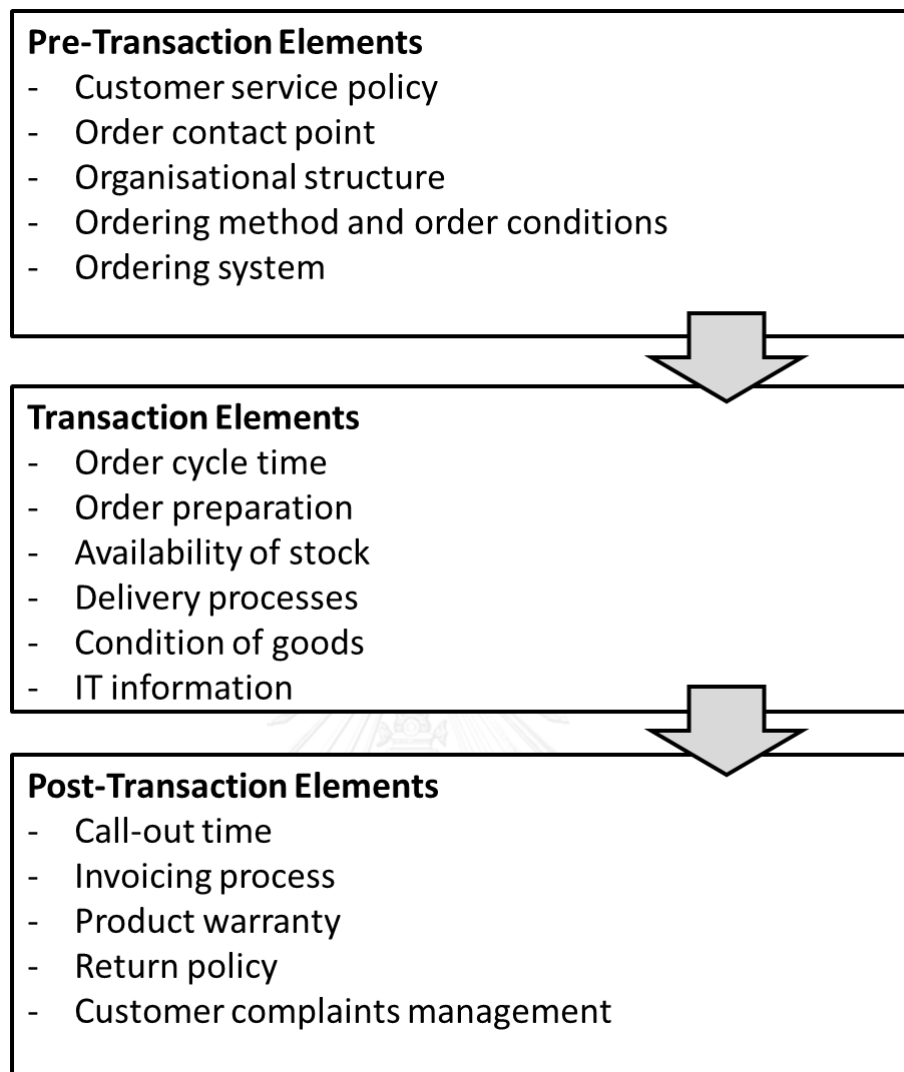 Pre-Transaction Elements
- Customer service policy
- Order contact point
- Organisational structure
- Ordering method and order conditions
- Ordering system
Transaction Elements
- Order cycle time
- Order preparation
- Availability of stock
- Delivery processes
- Condition of goods
- IT information
Post-Transaction Elements
- Call-out time
- Invoicing process
- Product warranty
- Return policy
- Customer complaints management